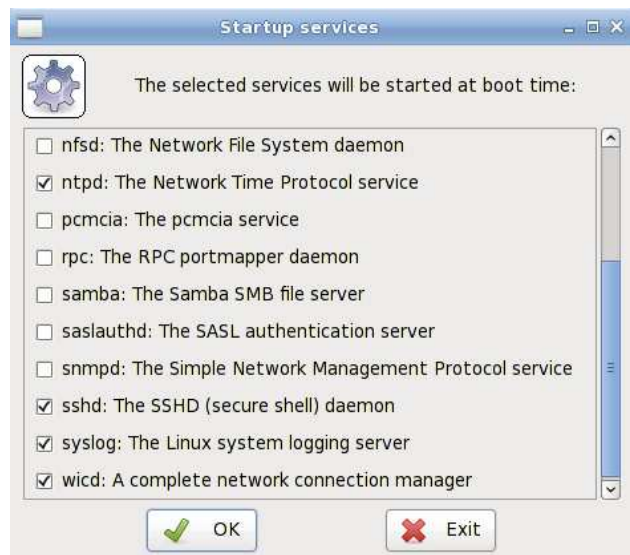 Startup services
The selected services will be started at boot time:
nfsd: The Network File System daemon
ntpd: The Network Time Protocol service
pcmcia: The pcmcia service
rpc: The RPC portmapper daemon
samba: The Samba SMB file server
saslauthd: The SASL authentication server
snmpd: The Simple Network Management Protocol service
sshd: The SSHD (secure shell) daemon
syslog: The Linux system logging server
wicd: A complete network connection manager
OK
Exit